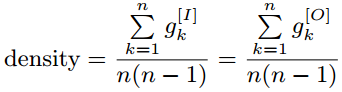 density = \frac{\sum_{k=1}^{n} g_k^{[I]}}{n(n-1)} = \frac{\sum_{k=1}^{n} g_k^{[O]}}{n(n-1)}